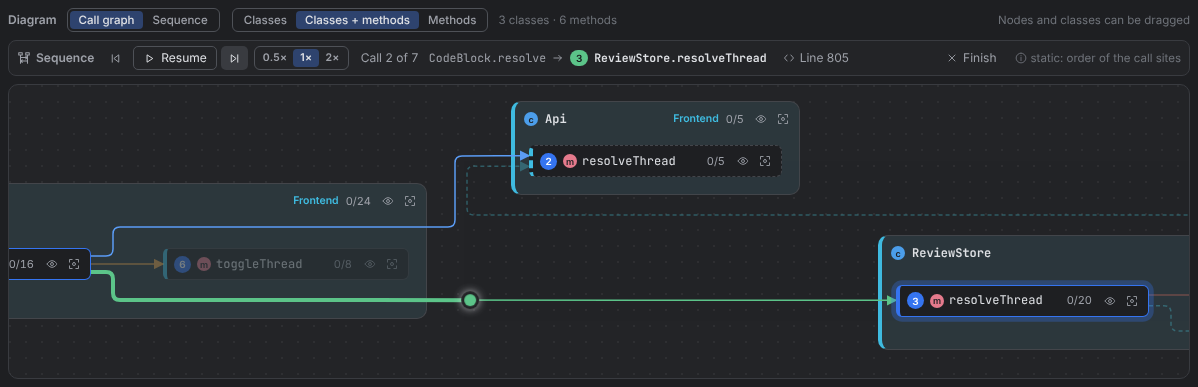 Diagram Call graph Sequence Classes Classes + methods Methods 3 classes · 6 methods Nodes and classes can be dragged
Sequence Resume 0.5× 1× 2× Call 2 of 7 CodeBlock.resolve → 3 ReviewStore.resolveThread <> Line 805 × Finish static: order of the call sites
c Api Frontend 0/5
2 m resolveThread 0/5
Frontend 0/24
0/16 6 m toggleThread 0/8
c ReviewStore
3 m resolveThread 0/20